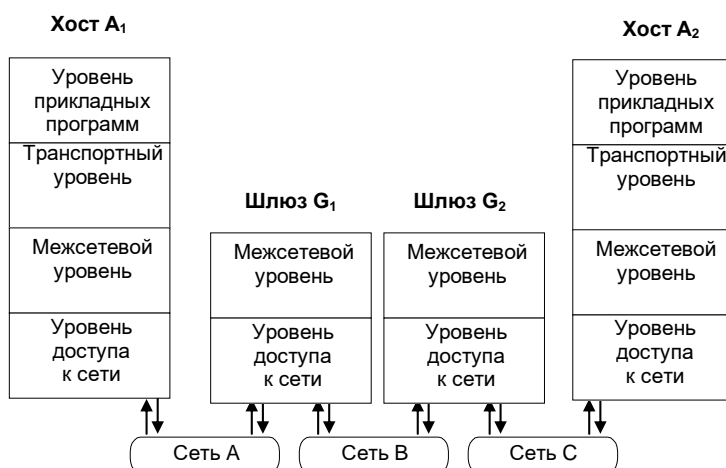 Хост A1
Уровень
прикладных
программ
Транспортный
уровень
Межсетевой
уровень
Уровень
доступа
к сети
Шлюз G1
Межсетевой
уровень
Уровень
доступа
к сети
Шлюз G2
Межсетевой
уровень
Уровень
доступа
к сети
Хост A2
Уровень
прикладных
программ
Транспортный
уровень
Межсетевой
уровень
Уровень
доступа
к сети
Сеть A
Сеть B
Сеть C